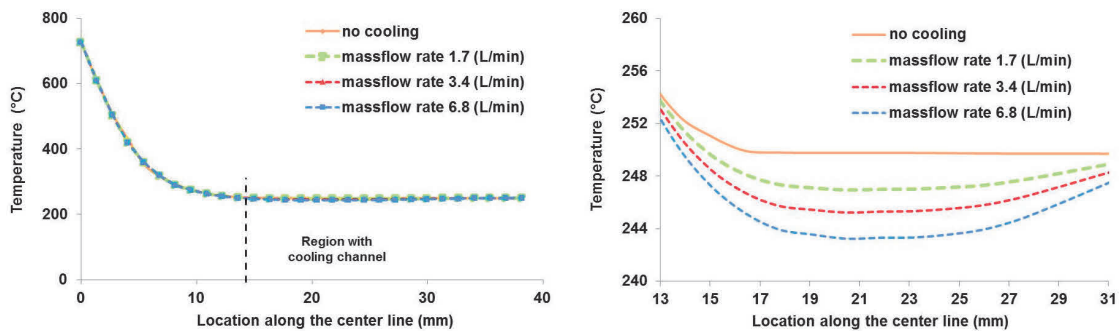 800
600
400
200
0
Temperature (°C)
no cooling
massflow rate 1.7 (L/min)
massflow rate 3.4 (L/min)
massflow rate 6.8 (L/min)
Region with
cooling channel
0 10 20 30 40
Location along the center line (mm)
260
256
252
248
244
240
Temperature (°C)
no cooling
massflow rate 1.7 (L/min)
massflow rate 3.4 (L/min)
massflow rate 6.8 (L/min)
13 15 17 19 21 23 25 27 29 31
Location along the center line (mm)